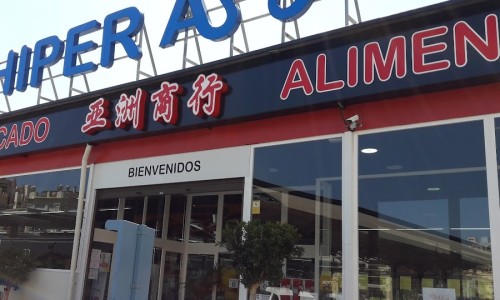 HIPER AS
CADO 亚洲商行 ALIMEN
BIENVENIDOS